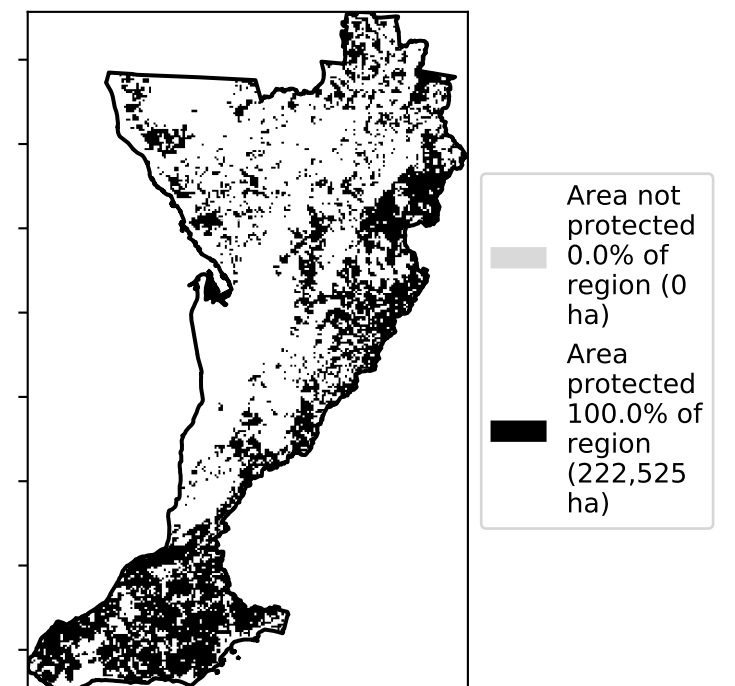 Area not
protected
0.0% of
region (0
ha)
Area
protected
100.0% of
region
(222,525
ha)